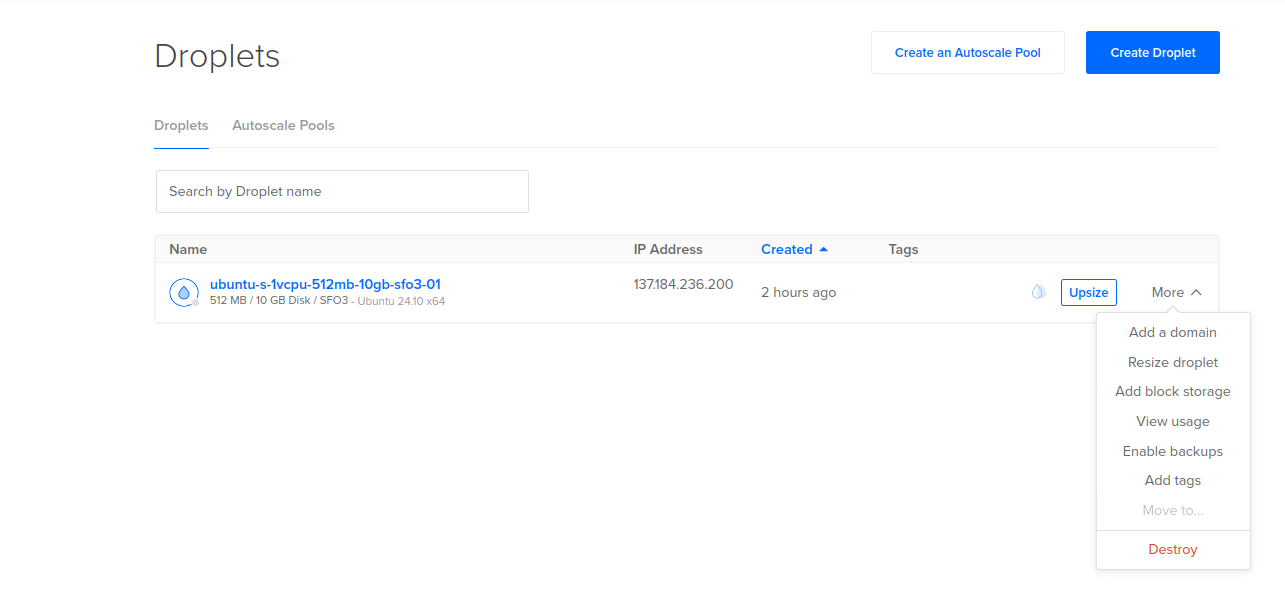 Droplets
Create an Autoscale Pool
Create Droplet
Droplets
Autoscale Pools
Search by Droplet name
Name IP Address Created Tags
ubuntu-s-1vcpu-512mb-10gb-sfo3-01
512 MB / 10 GB Disk / SFO3 - Ubuntu 24.10 x64
137.184.236.200
2 hours ago
Upsize
More
Add a domain
Resize droplet
Add block storage
View usage
Enable backups
Add tags
Move to...
Destroy